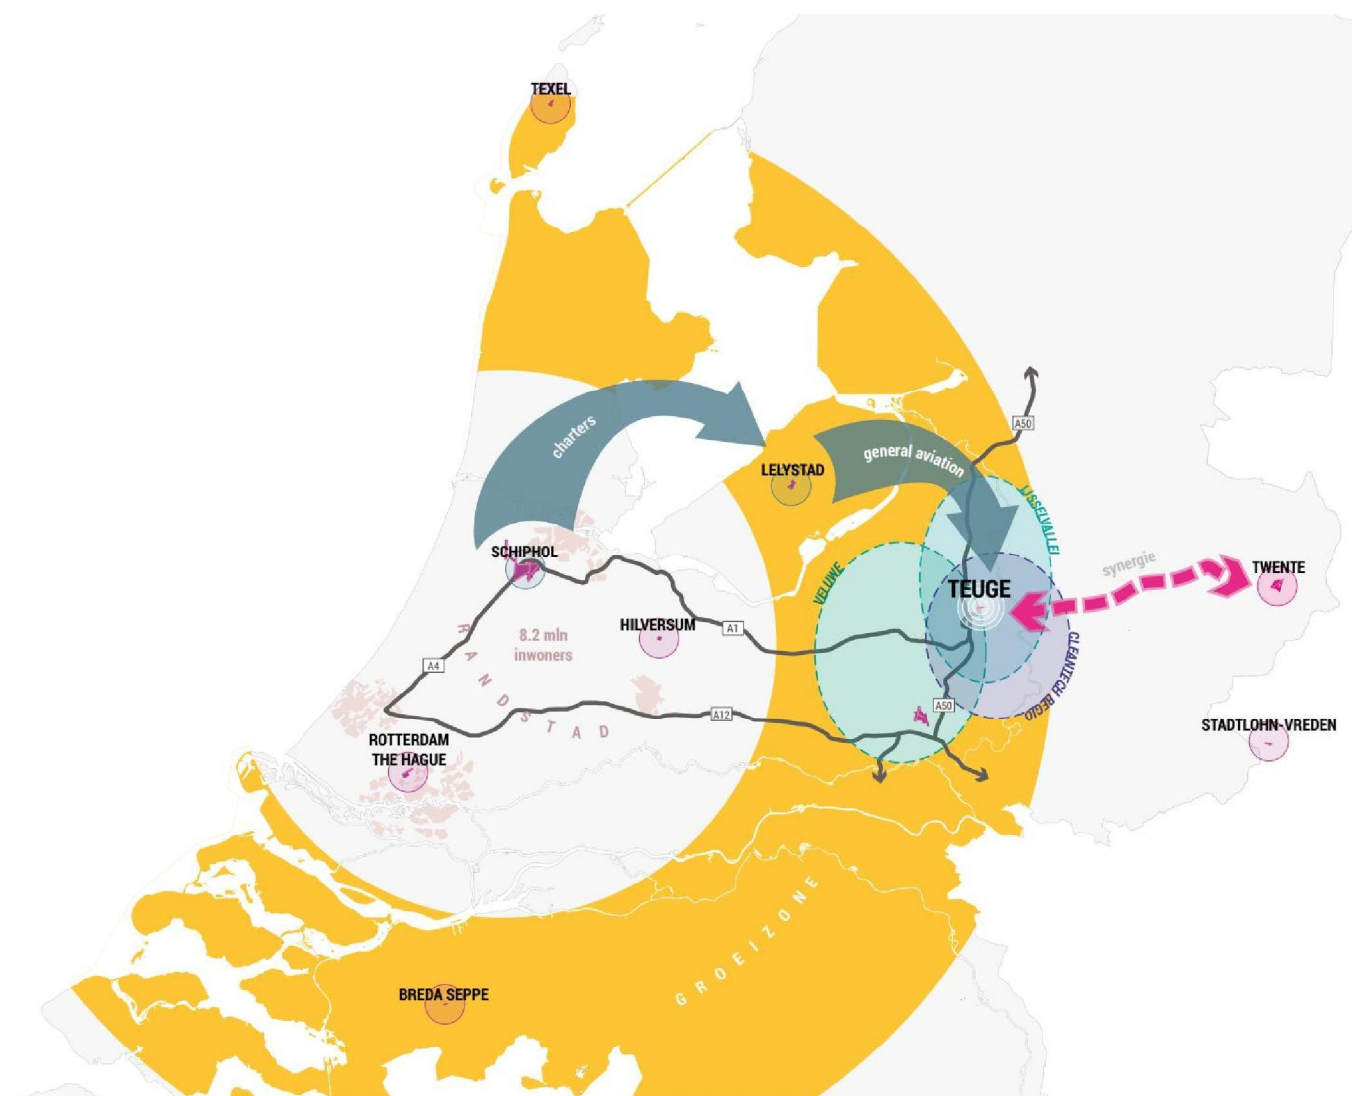 TEXEL
A50
charters
general aviation
LELYSTAD
IJSSELVALLEI
SCHIPHOL
synergie
TWENTE
VELUWE
TEUGE
HILVERSUM
A1
8.2 mln
inwoners
RANDSTAD
A4
CLEANTECH REGIO
A50
A12
STADTLOHN-VREDEN
ROTTERDAM
THE HAGUE
GROEIZONE
BREDA SEPPE